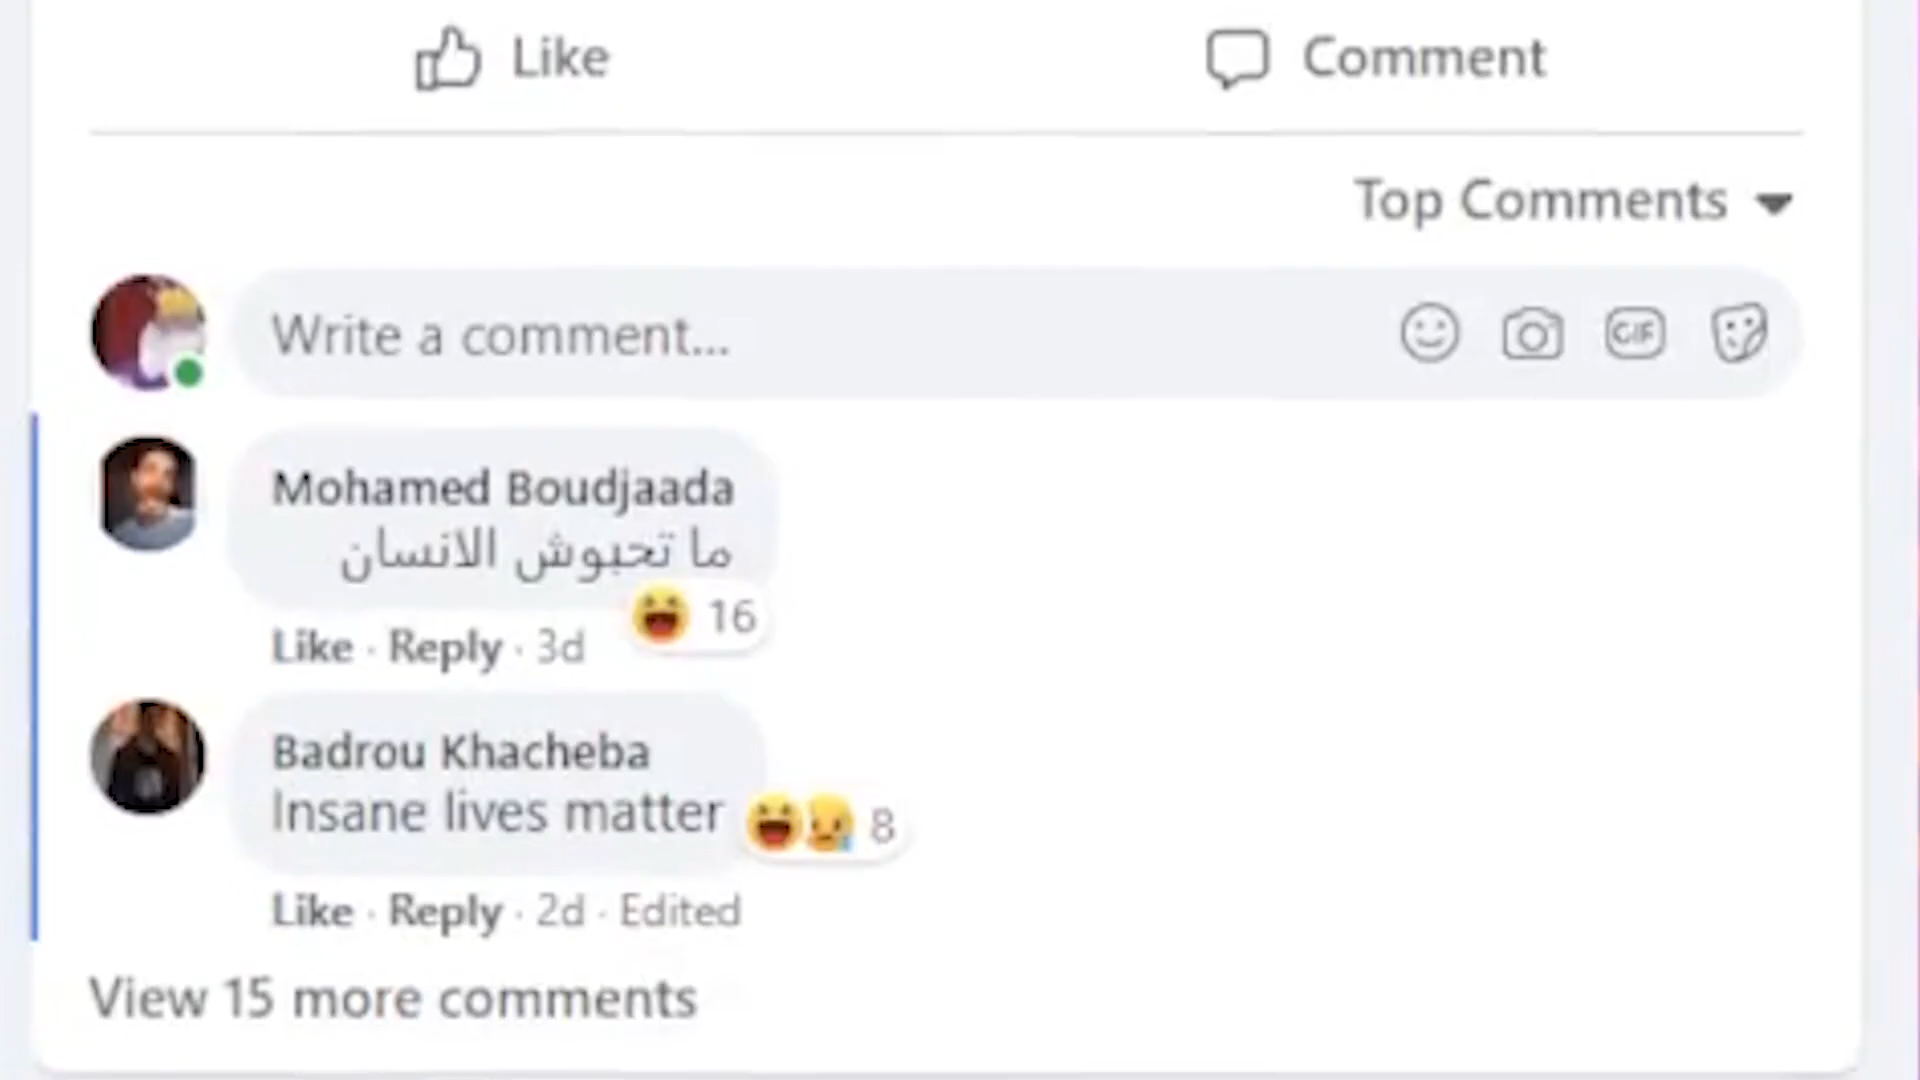 Like
Comment
Top Comments
Write a comment...
GIF
Mohamed Boudjaada
ما تحبوش الانسان
16
Like · Reply · 3d
Badrou Khacheba
Insane lives matter
8
Like · Reply · 2d · Edited
View 15 more comments